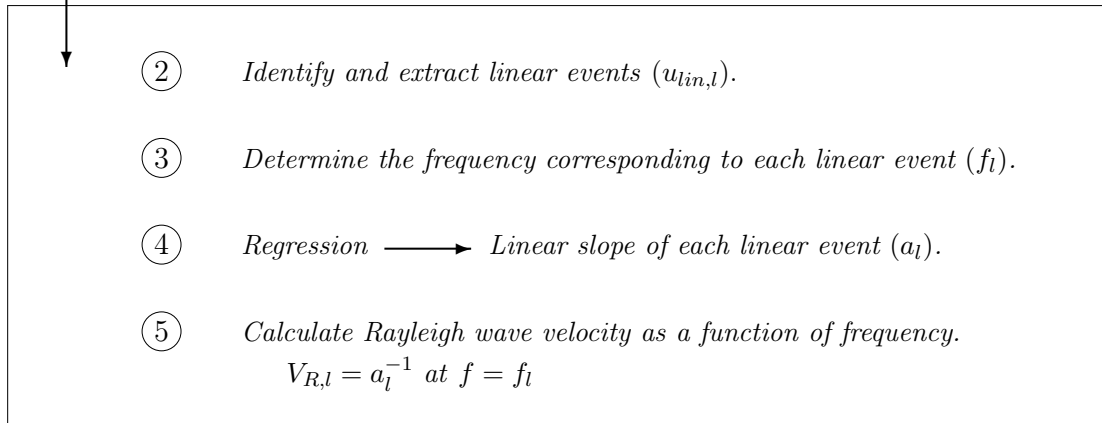 ② Identify and extract linear events (u_{lin,l}).
③ Determine the frequency corresponding to each linear event (f_l).
④ Regression ⟶ Linear slope of each linear event (a_l).
⑤ Calculate Rayleigh wave velocity as a function of frequency.
V_{R,l} = a_l^{-1} at f = f_l